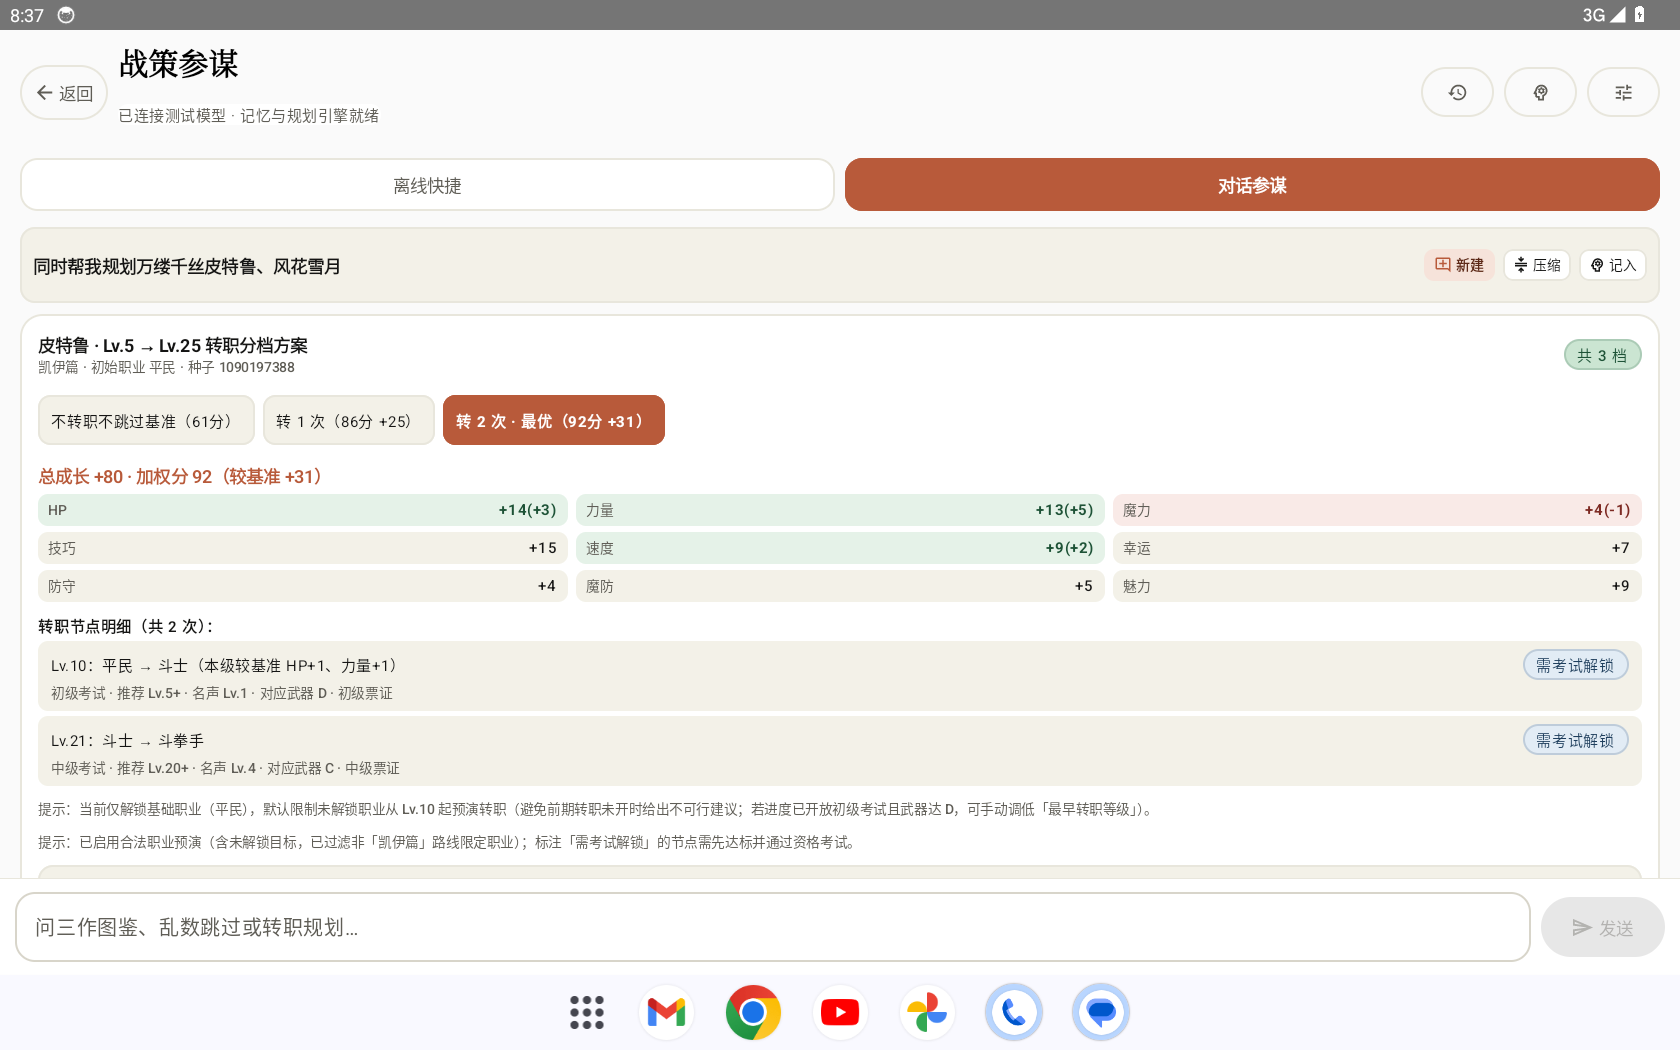 8:37
3G
战策参谋
返回
已连接测试模型 · 记忆与规划引擎就绪
离线快捷
对话参谋
同时帮我规划万缕千丝皮特鲁、风花雪月
新建
压缩
记入
皮特鲁 · Lv.5 → Lv.25 转职分档方案
凯伊篇 · 初始职业 平民 · 种子 1090197388
共 3 档
不转职不跳过基准（61分）
转 1 次（86分 +25）
转 2 次 · 最优（92分 +31）
总成长 +80 · 加权分 92（较基准 +31）
HP +14(+3)
力量 +13(+5)
魔力 +4(-1)
技巧 +15
速度 +9(+2)
幸运 +7
防守 +4
魔防 +5
魅力 +9
转职节点明细（共 2 次）：
Lv.10：平民 → 斗士（本级较基准 HP+1、力量+1）
需考试解锁
初级考试 · 推荐 Lv.5+ · 名声 Lv.1 · 对应武器 D · 初级票证
Lv.21：斗士 → 斗拳手
需考试解锁
中级考试 · 推荐 Lv.20+ · 名声 Lv.4 · 对应武器 C · 中级票证
提示：当前仅解锁基础职业（平民），默认限制未解锁职业从 Lv.10 起预演转职（避免前期转职未开时给出不可行建议；若进度已开放初级考试且武器达 D，可手动调低「最早转职等级」）。
提示：已启用合法职业预演（含未解锁目标，已过滤非「凯伊篇」路线限定职业）；标注「需考试解锁」的节点需先达标并通过资格考试。
问三作图鉴、乱数跳过或转职规划...
发送